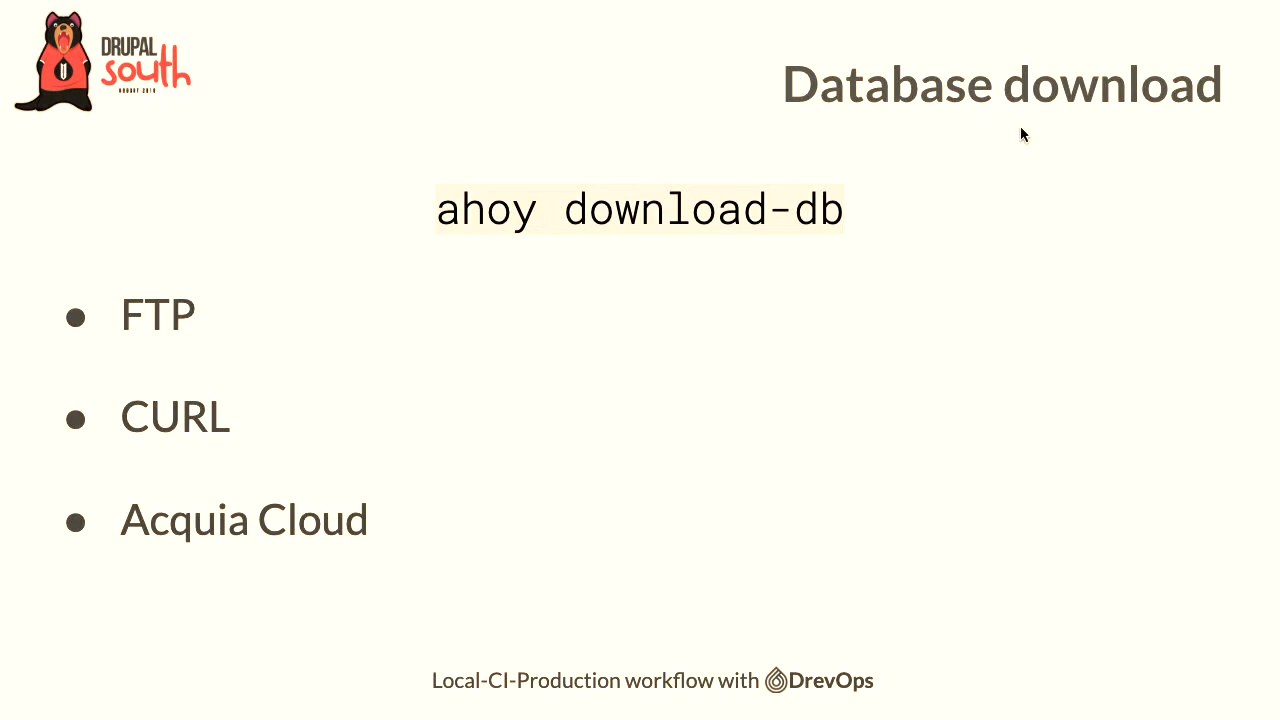 DRUPAL
south
Database download
ahoy download-db
● FTP
● CURL
● Acquia Cloud
Local-CI-Production workflow with DrevOps